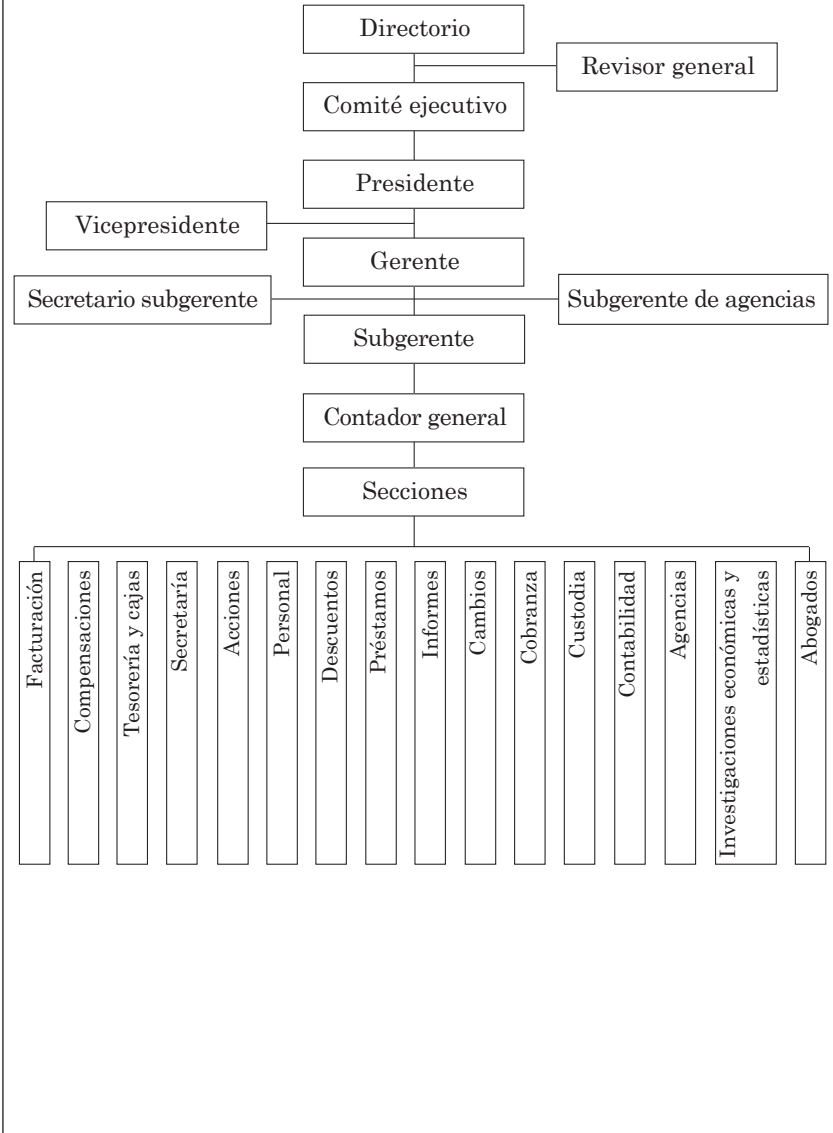 Directorio
Revisor general
Comité ejecutivo
Presidente
Vicepresidente
Gerente
Secretario subgerente
Subgerente de agencias
Subgerente
Contador general
Secciones
Facturación
Compensaciones
Tesorería y cajas
Secretaría
Acciones
Personal
Descuentos
Préstamos
Informes
Cambios
Cobranza
Custodia
Contabilidad
Agencias
Investigaciones económicas y
estadísticas
Abogados